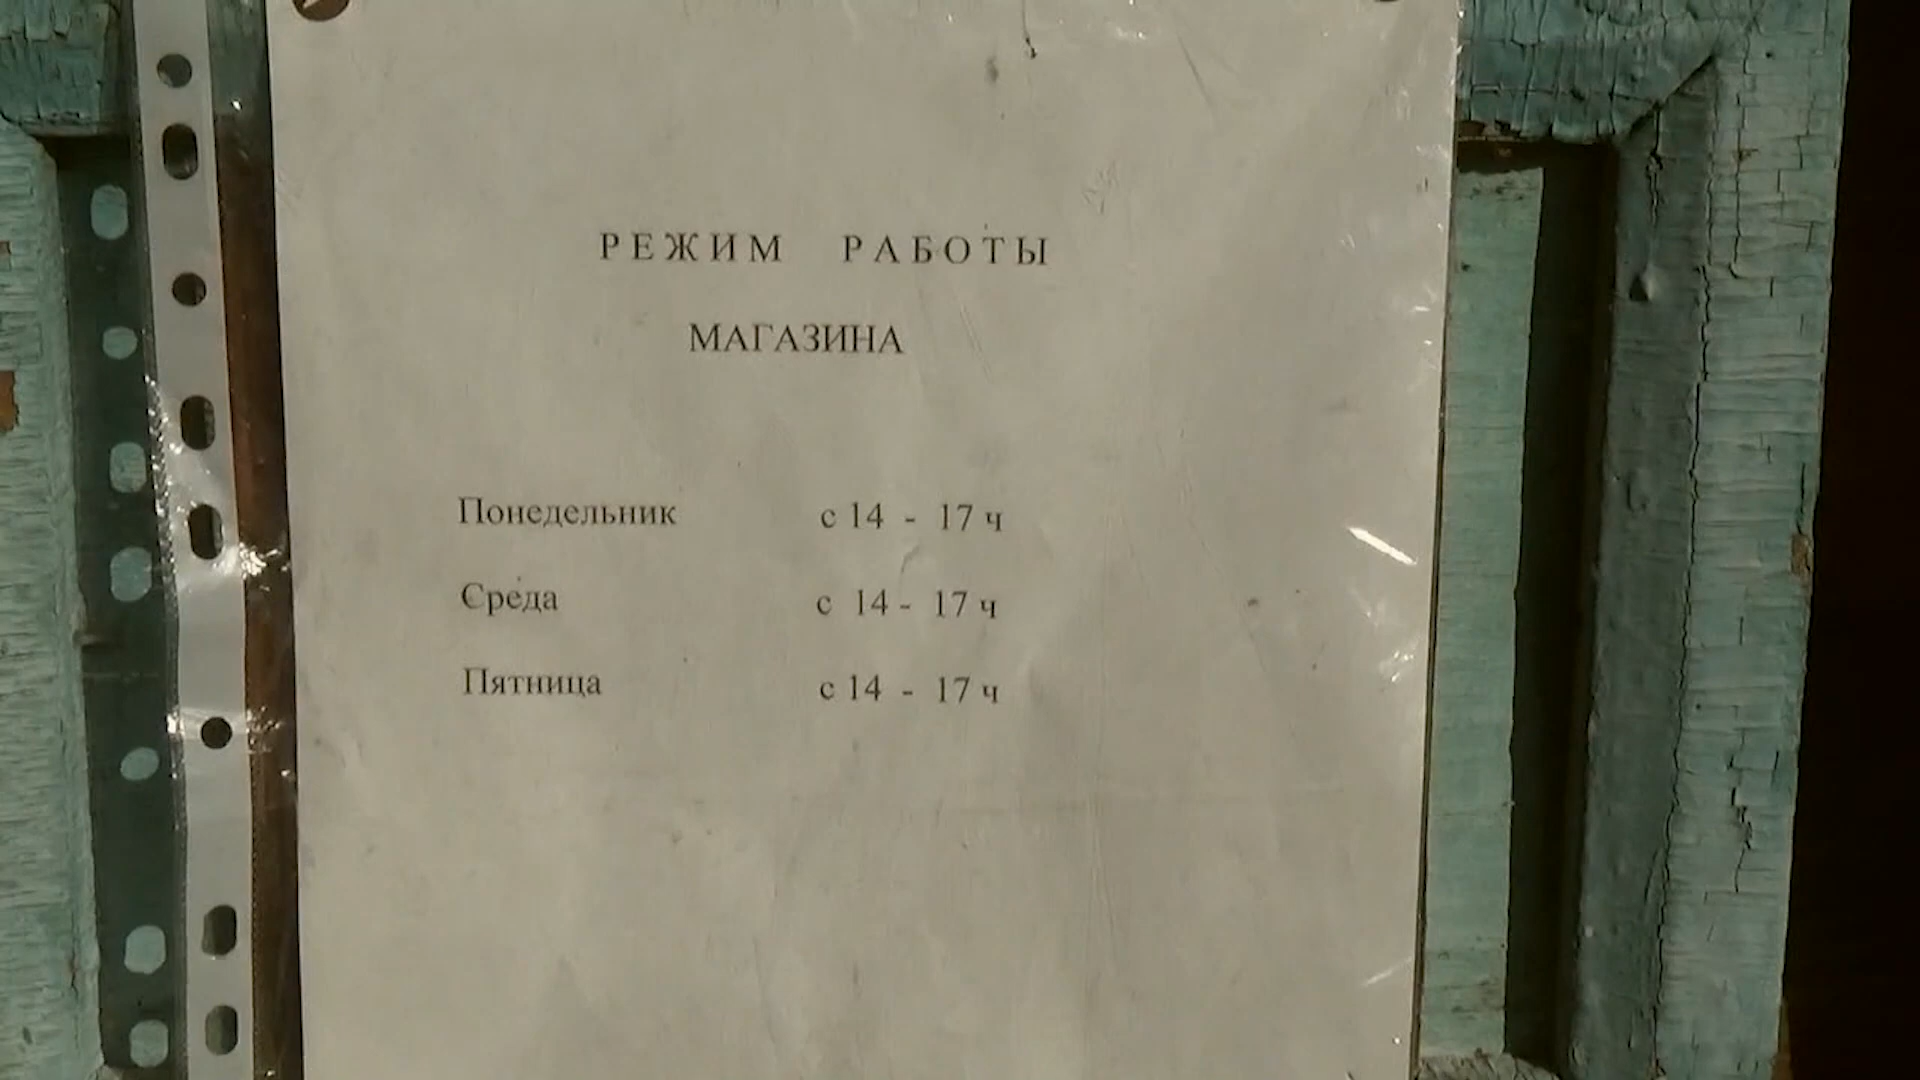 РЕЖИМ РАБОТЫ
МАГАЗИНА
Понедельник с 14 - 17 ч
Среда с 14 - 17 ч
Пятница с 14 - 17 ч